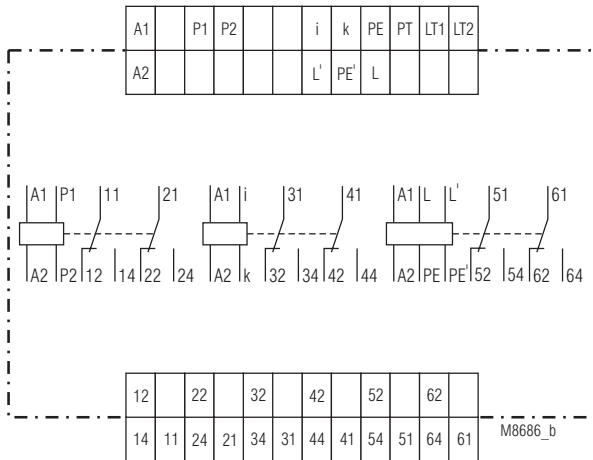 A1 P1 P2 i k PE PT LT1 LT2
A2 L' PE' L
A1 P1 11 21 A1 i 31 41 A1 L L' 51 61
A2 P2 12 14 22 24 A2 k 32 34 42 44 A2 PE PE' 52 54 62 64
12 22 32 42 52 62
14 11 24 21 34 31 44 41 54 51 64 61
M8686_b